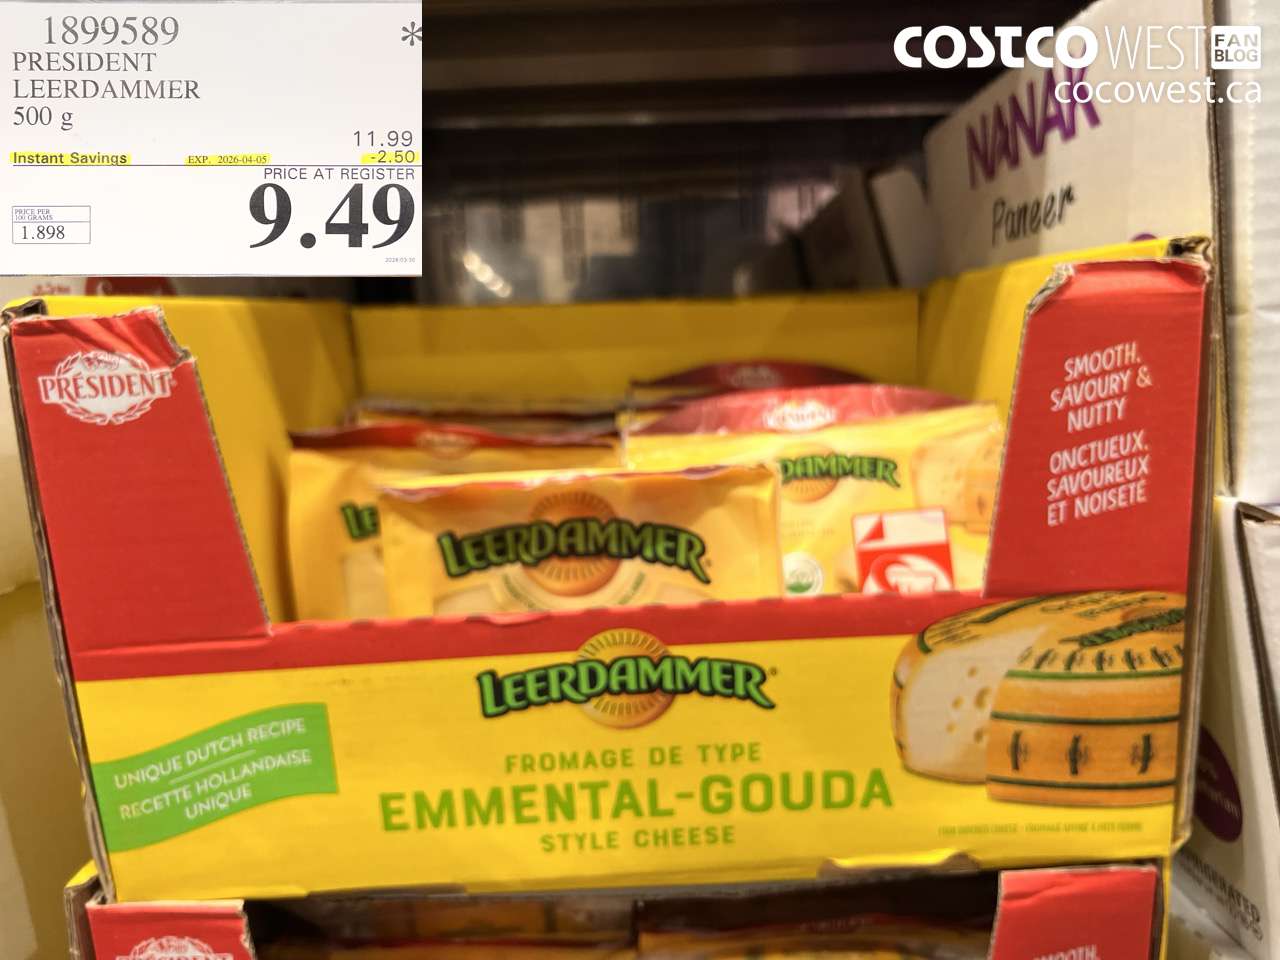 1899589 *
PRESIDENT
LEERDAMMER
500 g
11.99
Instant Savings EXP. 2026-04-05 -2.50
PRICE AT REGISTER
9.49
PRICE PER
100 GRAMS
1.898
COSTCO WEST FAN BLOG
cocowest.ca
NANAK
Paneer
PRÉSIDENT
SMOOTH,
SAVOURY &
NUTTY
ONCTUEUX,
SAVOUREUX
ET NOISETÉ
LE
DAMMER
LEERDAMMER
LEERDAMMER
UNIQUE DUTCH RECIPE
RECETTE HOLLANDAISE
UNIQUE
FROMAGE DE TYPE
EMMENTAL-GOUDA
STYLE CHEESE
PRÉSIDENT
SMOOTH,